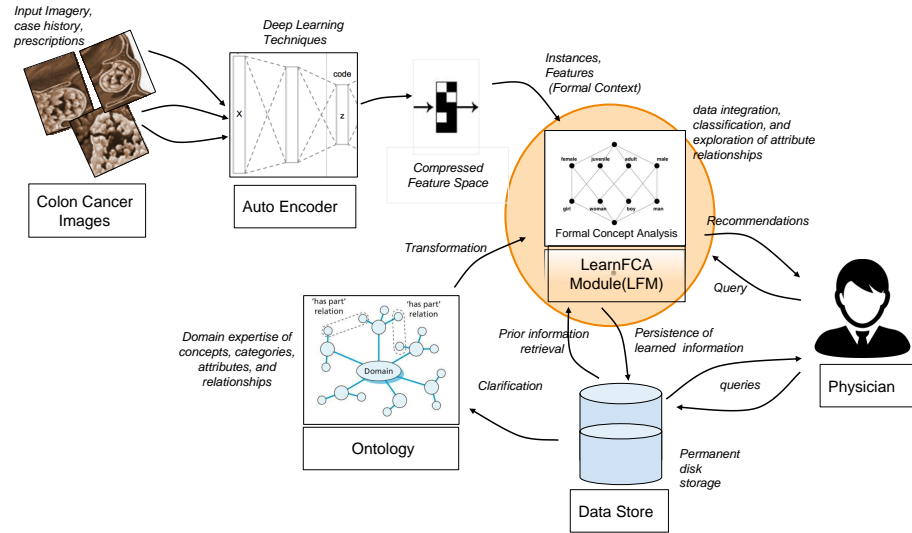 Input Imagery,
case history,
prescriptions
Colon Cancer
Images
Deep Learning
Techniques
code
X
z
Auto Encoder
Compressed
Feature Space
Instances,
Features
(Formal Context)
data integration,
classification, and
exploration of attribute
relationships
female
juvenile
adult
male
girl
woman
boy
man
Formal Concept Analysis
LearnFCA
Module(LFM)
Recommendations
Query
Physician
Transformation
'has part'
relation
'has part'
relation
Domain
Domain expertise of
concepts, categories,
attributes, and
relationships
Ontology
Clarification
Prior information
retrieval
Persistence of
learned information
queries
Permanent
disk
storage
Data Store